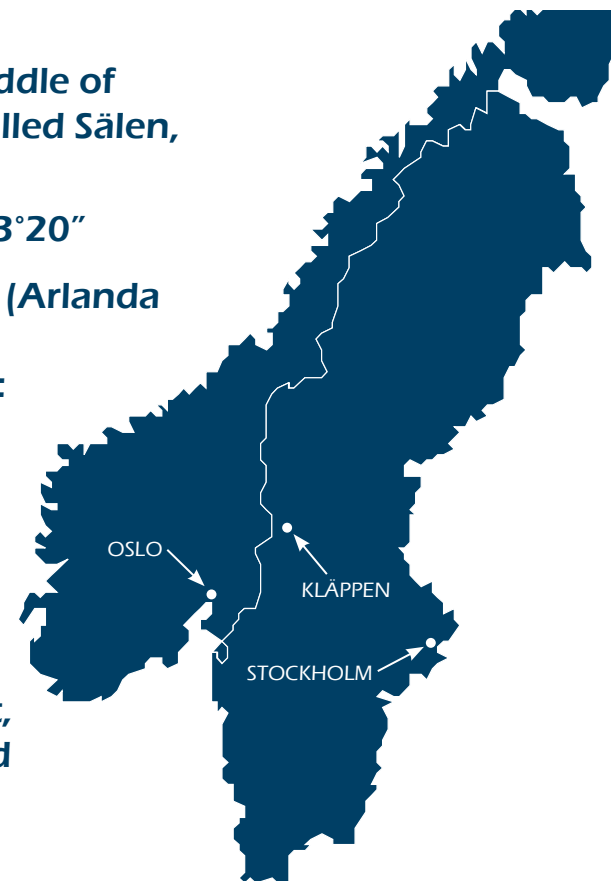 ddle of
lled Sälen,
3°20”
(Arlanda
:
OSLO
KLÄPPEN
STOCKHOLM
t,
d